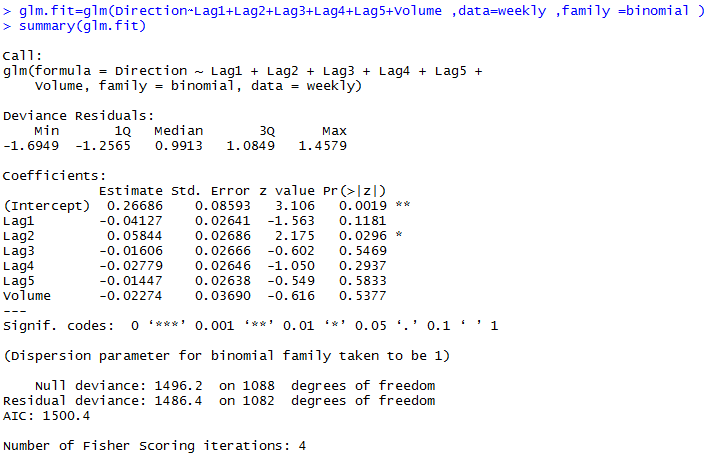 > glm.fit=glm(Direction~Lag1+Lag2+Lag3+Lag4+Lag5+Volume ,data=weekly ,family =binomial )
> summary(glm.fit)

Call:
glm(formula = Direction ~ Lag1 + Lag2 + Lag3 + Lag4 + Lag5 +
    Volume, family = binomial, data = weekly)

Deviance Residuals:
    Min       1Q   Median       3Q      Max
-1.6949  -1.2565   0.9913   1.0849   1.4579

Coefficients:
            Estimate Std. Error z value Pr(>|z|)
(Intercept)  0.26686    0.08593   3.106   0.0019 **
Lag1        -0.04127    0.02641  -1.563   0.1181
Lag2         0.05844    0.02686   2.175   0.0296 *
Lag3        -0.01606    0.02666  -0.602   0.5469
Lag4        -0.02779    0.02646  -1.050   0.2937
Lag5        -0.01447    0.02638  -0.549   0.5833
Volume      -0.02274    0.03690  -0.616   0.5377
---
Signif. codes:  0 ‘***’ 0.001 ‘**’ 0.01 ‘*’ 0.05 ‘.’ 0.1 ‘ ’ 1

(Dispersion parameter for binomial family taken to be 1)

    Null deviance: 1496.2  on 1088  degrees of freedom
Residual deviance: 1486.4  on 1082  degrees of freedom
AIC: 1500.4

Number of Fisher Scoring iterations: 4